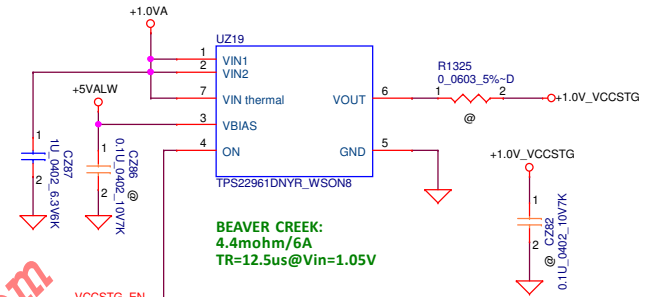 +1.0VA
UZ19
1 VIN1
2 VIN2
7 VIN thermal
VOUT 6
3 VBIAS
4 ON
GND 5
TPS22961DNYR_WSON8
+5VALW
R1325
0_0603_5%~D
1 2
+1.0V_VCCSTG
@
1
2
CZ87
1U_0402_6.3V6K
1
2
CZ86
@
0.1U_0402_10V7K
+1.0V_VCCSTG
1
2
@
CZ82
0.1U_0402_10V7K
BEAVER CREEK:
4.4mohm/6A
TR=12.5us@Vin=1.05V
VCCSTG_EN
om